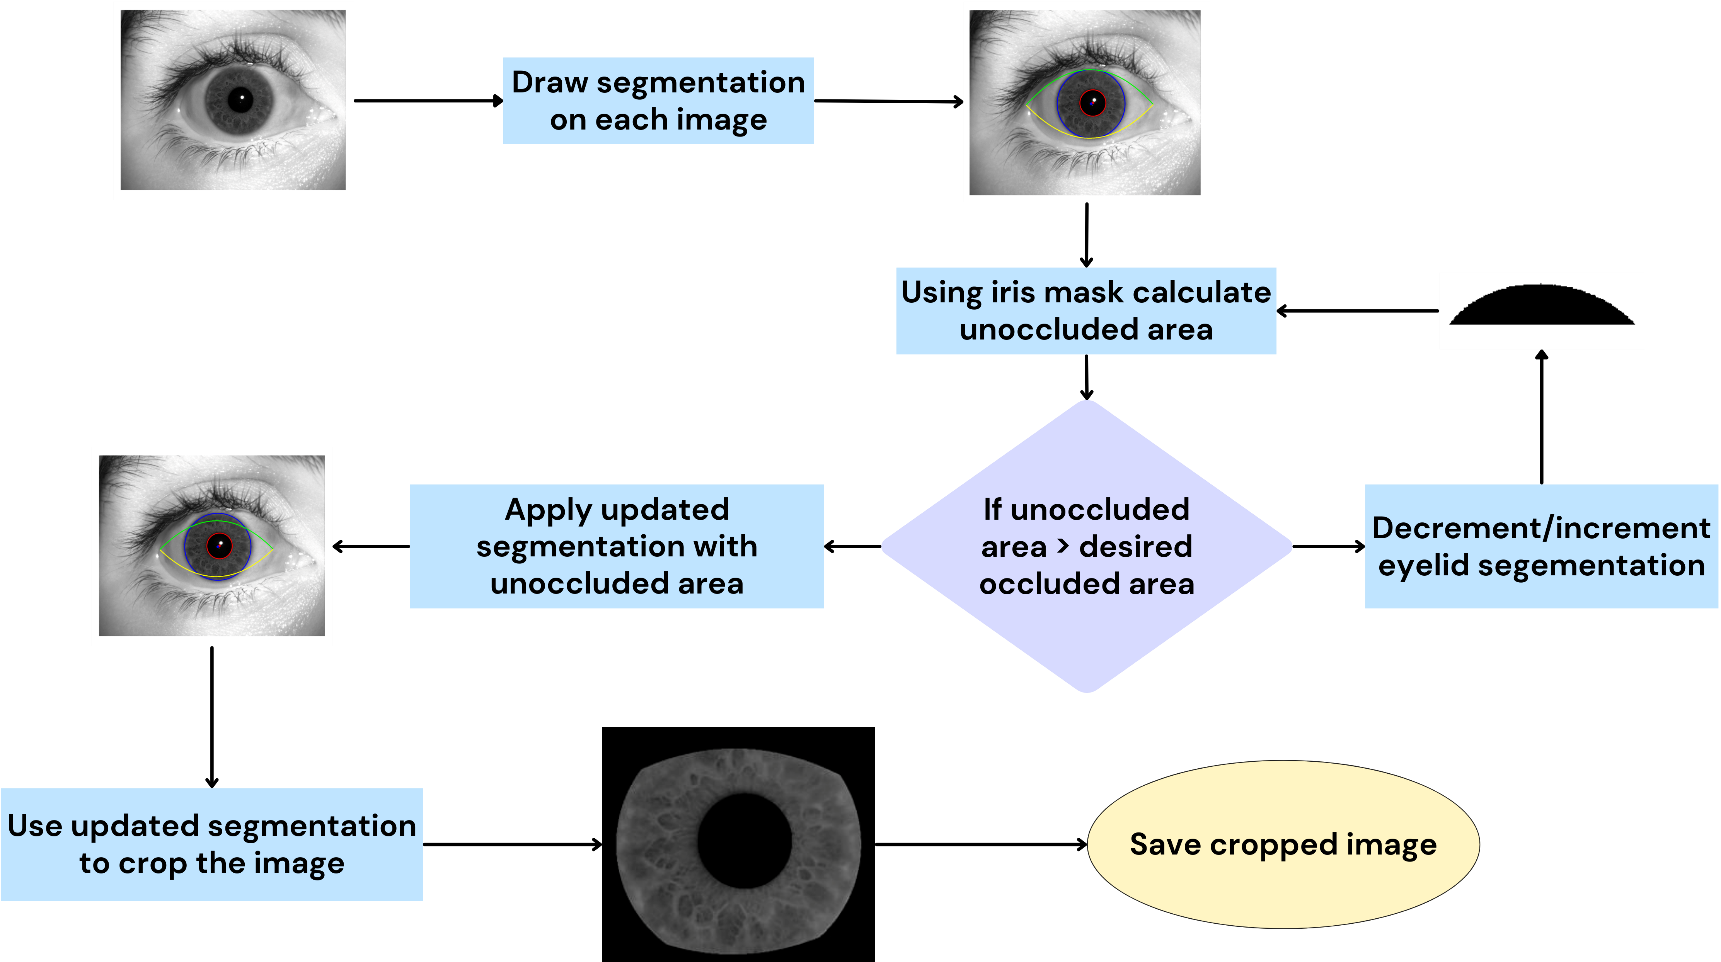 Draw segmentation
on each image
Using iris mask calculate
unoccluded area
If unoccluded
area > desired
occluded area
Decrement/increment
eyelid segementation
Apply updated
segmentation with
unoccluded area
Use updated segmentation
to crop the image
Save cropped image